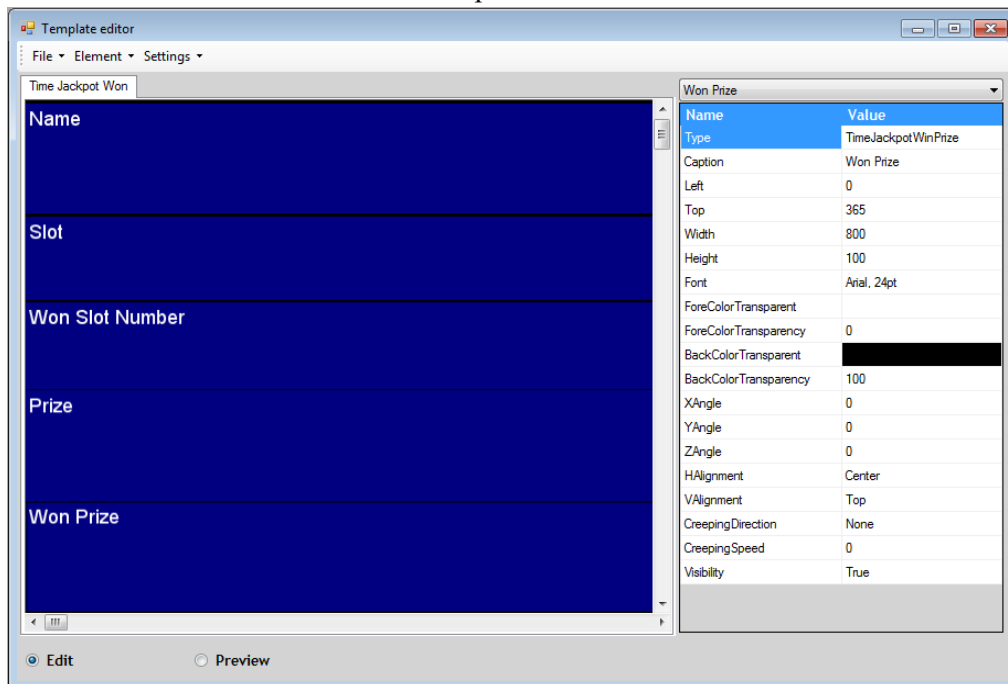 Template editor
File Element Settings
Time Jackpot Won
Name
Slot
Won Slot Number
Prize
Won Prize
Won Prize
Name Value
Type TimeJackpotWinPrize
Caption Won Prize
Left 0
Top 365
Width 800
Height 100
Font Arial, 24pt
ForeColorTransparent
ForeColorTransparency 0
BackColorTransparent
BackColorTransparency 100
XAngle 0
YAngle 0
ZAngle 0
HAlignment Center
VAlignment Top
CreepingDirection None
CreepingSpeed 0
Visibility True
Edit Preview